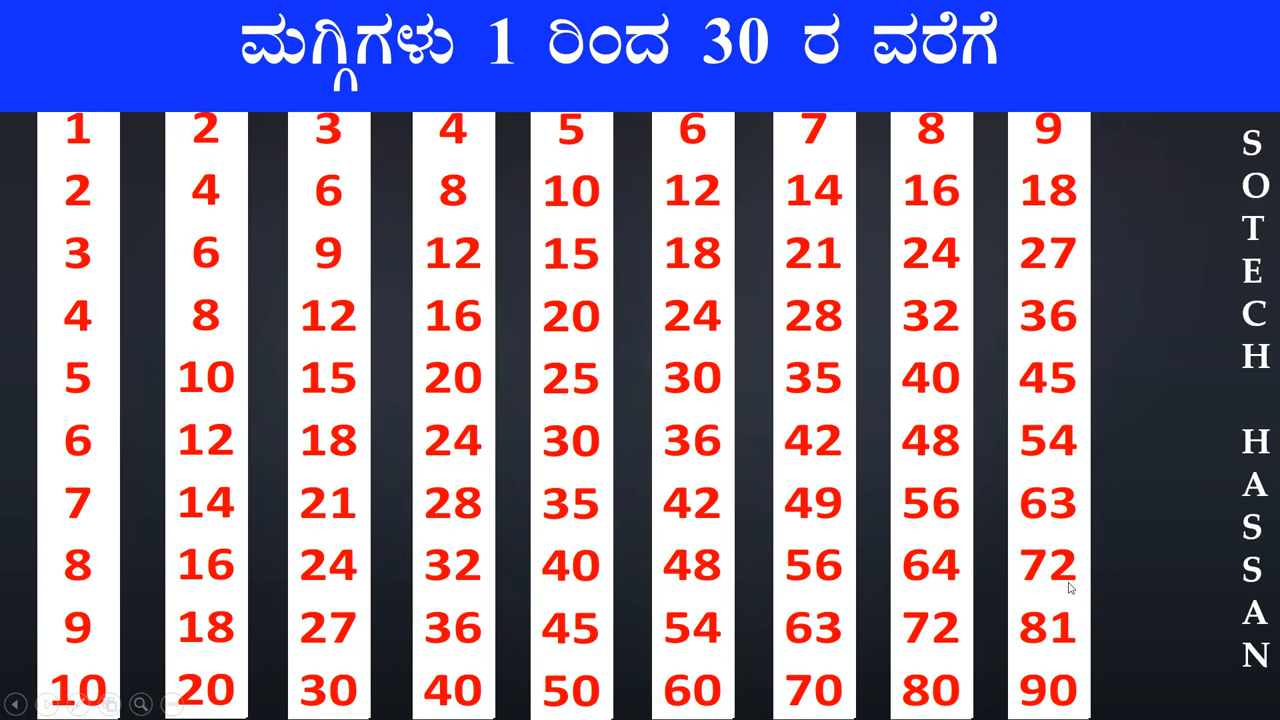 ಮಗ್ಗಿಗಳು 1 ರಿಂದ 30 ರ ವರೆಗೆ
1 2 3 4 5 6 7 8 9
2 4 6 8 10 12 14 16 18
3 6 9 12 15 18 21 24 27
4 8 12 16 20 24 28 32 36
5 10 15 20 25 30 35 40 45
6 12 18 24 30 36 42 48 54
7 14 21 28 35 42 49 56 63
8 16 24 32 40 48 56 64 72
9 18 27 36 45 54 63 72 81
10 20 30 40 50 60 70 80 90
SOTECH HASSAN